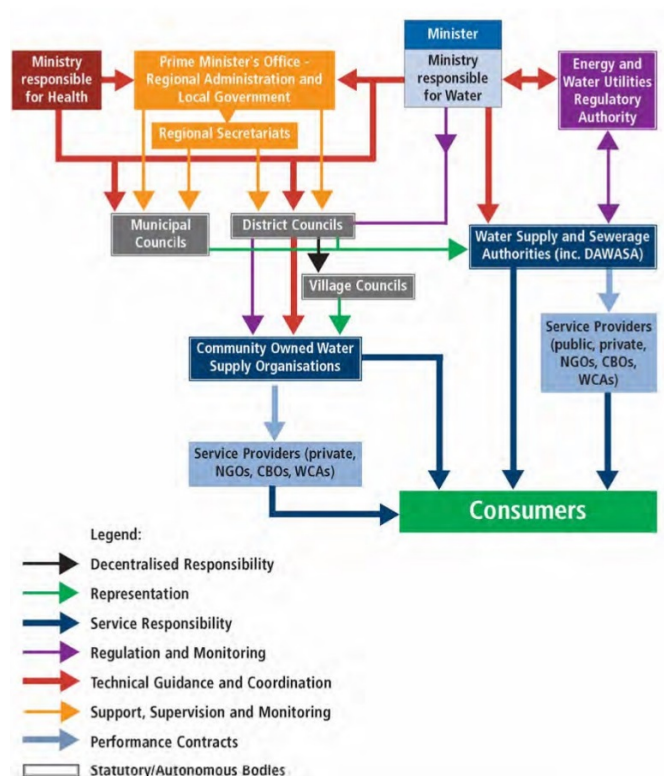 Minister
Ministry
responsible
for Health
Prime Minister's Office -
Regional Administration and
Local Government
Ministry
responsible
for Water
Energy and
Water Utilities
Regulatory
Authority
Regional Secretariats
Municipal
Councils
District Councils
Water Supply and Sewerage
Authorities (inc. DAWASA)
Village Councils
Service Providers
(public, private,
NGOs, CBOs,
WCAs)
Community Owned Water
Supply Organisations
Service Providers (private,
NGOs, CBOs, WCAs)
Consumers
Legend:
Decentralised Responsibility
Representation
Service Responsibility
Regulation and Monitoring
Technical Guidance and Coordination
Support, Supervision and Monitoring
Performance Contracts
Statutory/Autonomous Bodies